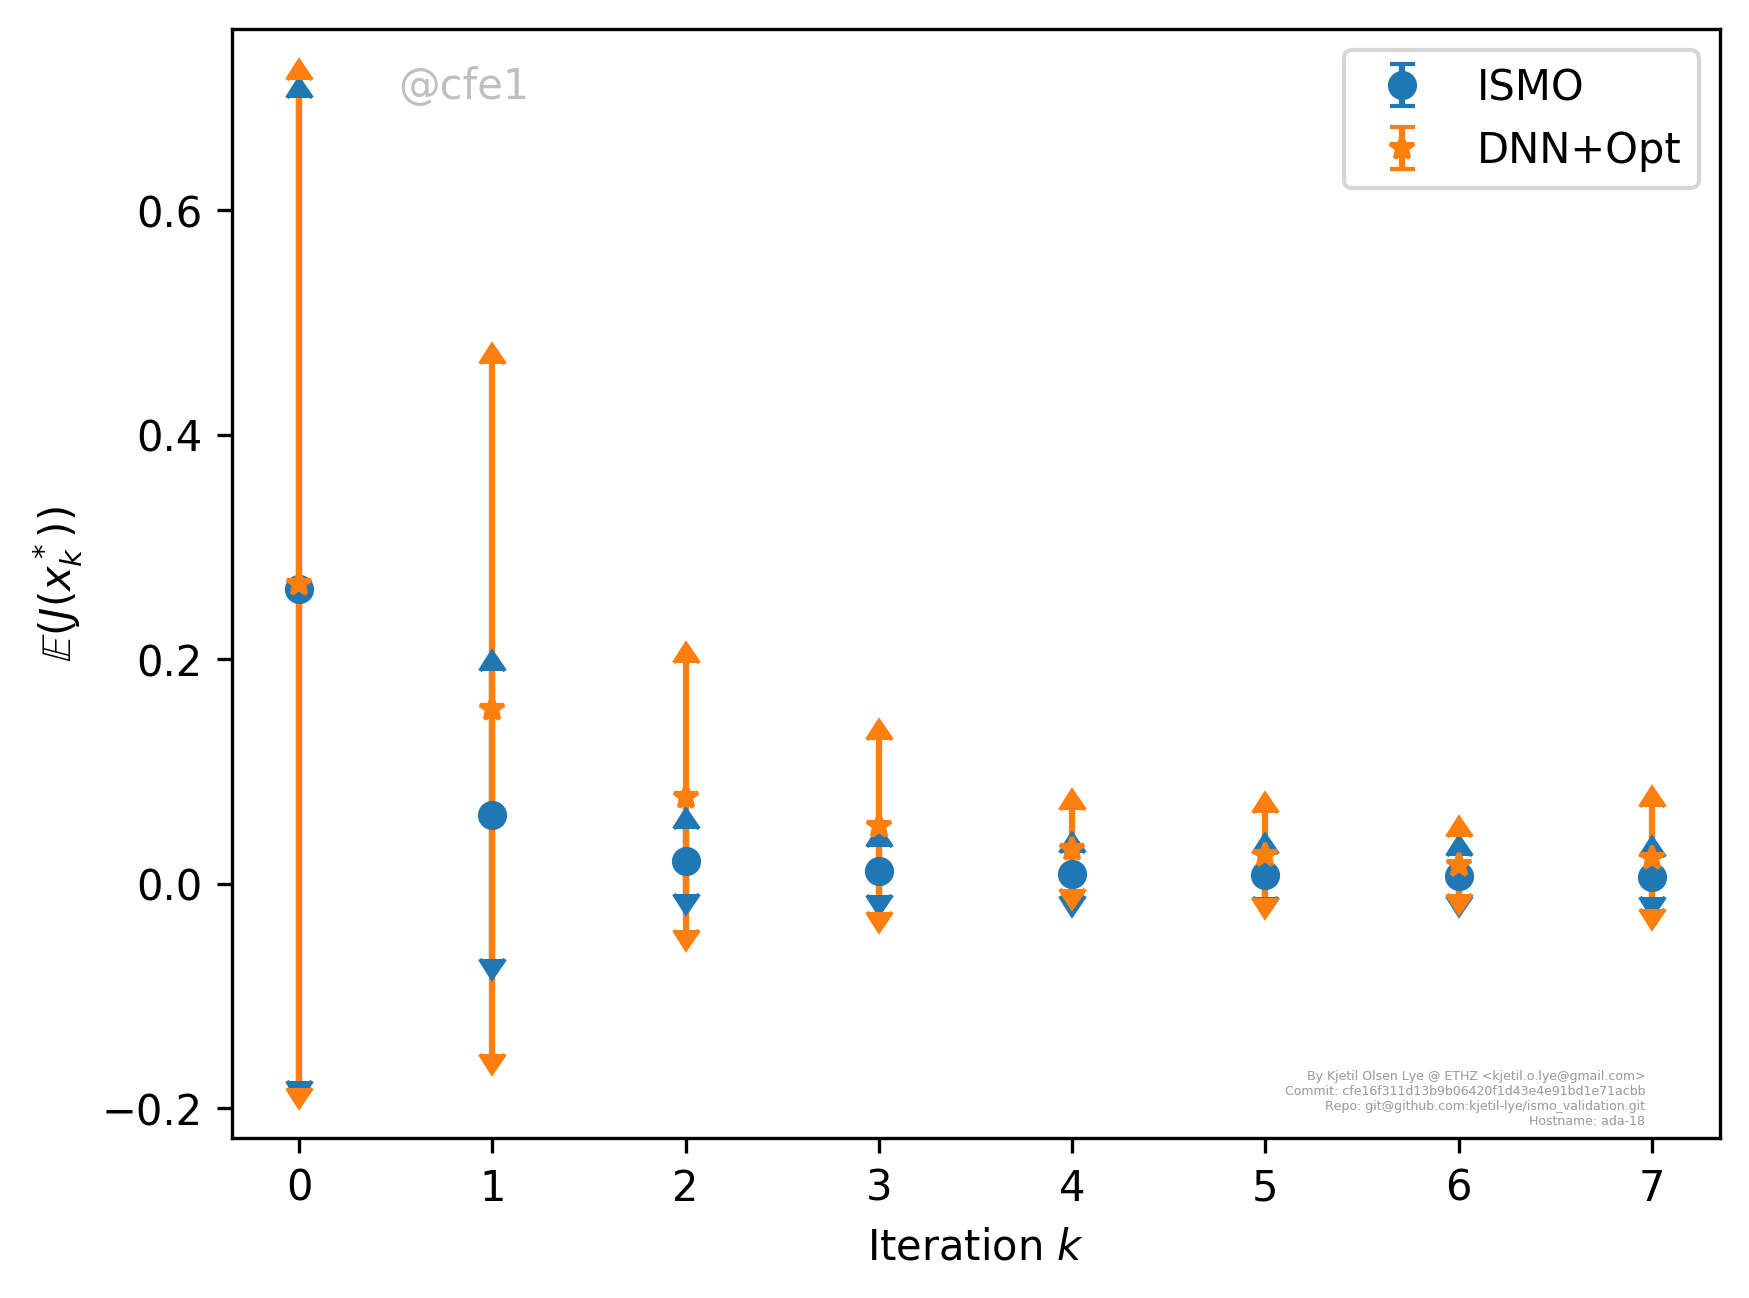 @cfe1
ISMO
DNN+Opt
0.6
0.4
0.2
0.0
−0.2
𝔼(J(x*k))
0 1 2 3 4 5 6 7
Iteration k
By Kjetil Olsen Lye @ ETHZ <kjetil.o.lye@gmail.com>
Commit: cfe16f311d13b9b06420f1d43e4e91bd1e71acbb
Repo: git@github.com:kjetil-lye/ismo_validation.git
Hostname: ada-18